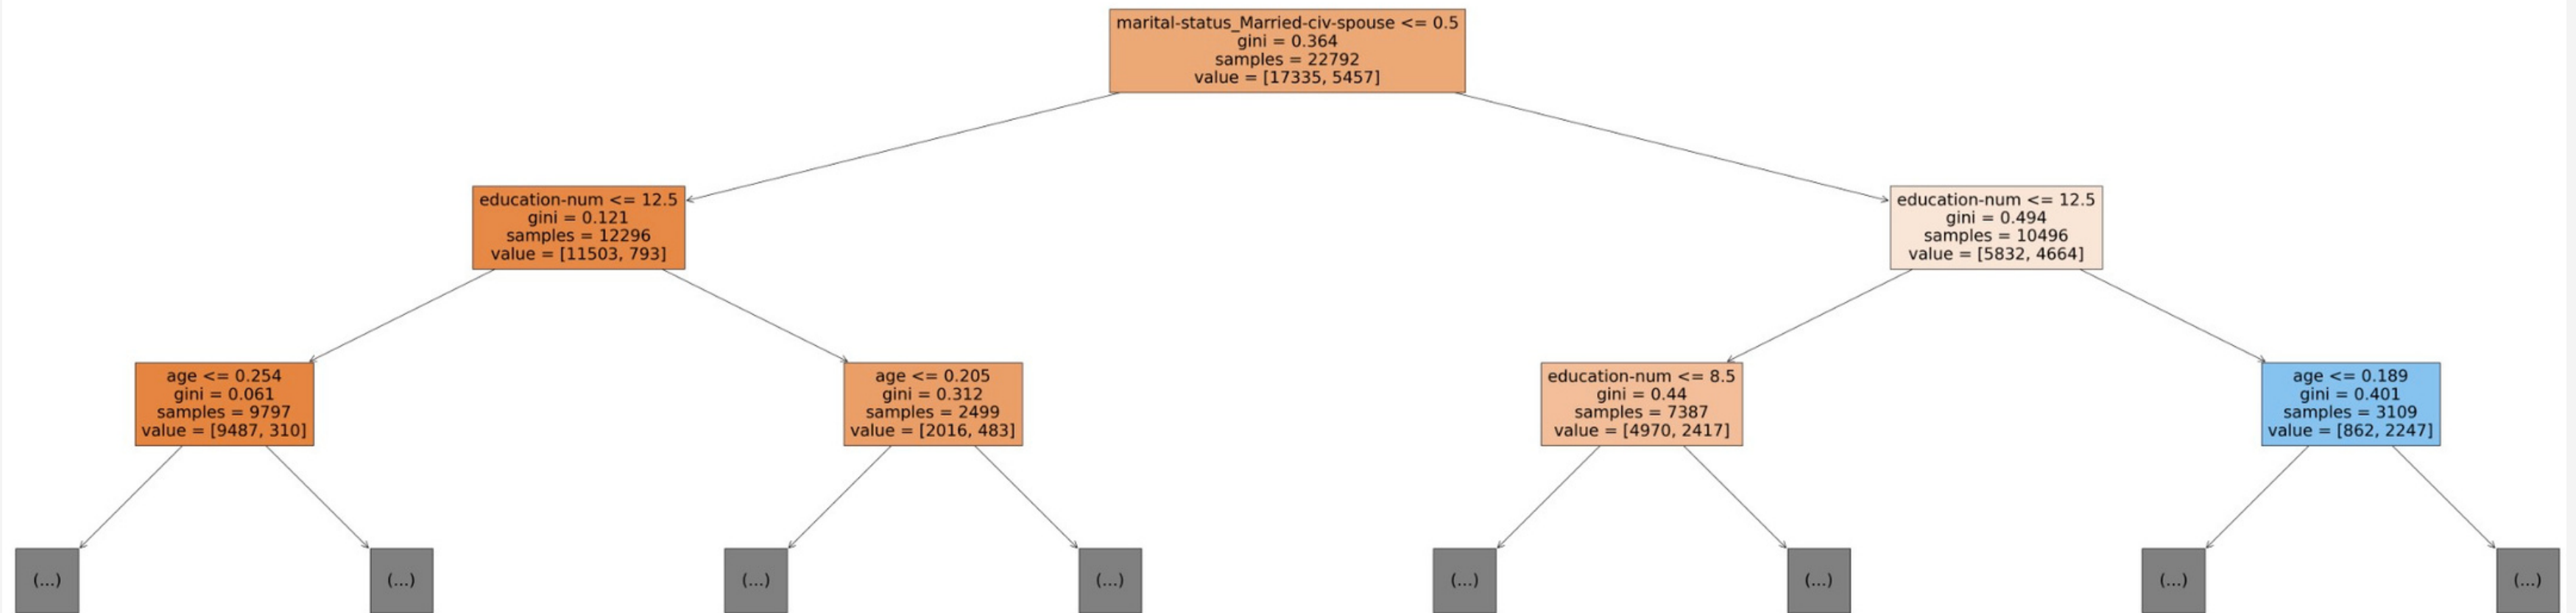 marital-status_Married-civ-spouse <= 0.5
gini = 0.364
samples = 22792
value = [17335, 5457]
education-num <= 12.5
gini = 0.121
samples = 12296
value = [11503, 793]
education-num <= 12.5
gini = 0.494
samples = 10496
value = [5832, 4664]
age <= 0.254
gini = 0.061
samples = 9797
value = [9487, 310]
age <= 0.205
gini = 0.312
samples = 2499
value = [2016, 483]
education-num <= 8.5
gini = 0.44
samples = 7387
value = [4970, 2417]
age <= 0.189
gini = 0.401
samples = 3109
value = [862, 2247]
(...)
(...)
(...)
(...)
(...)
(...)
(...)
(...)